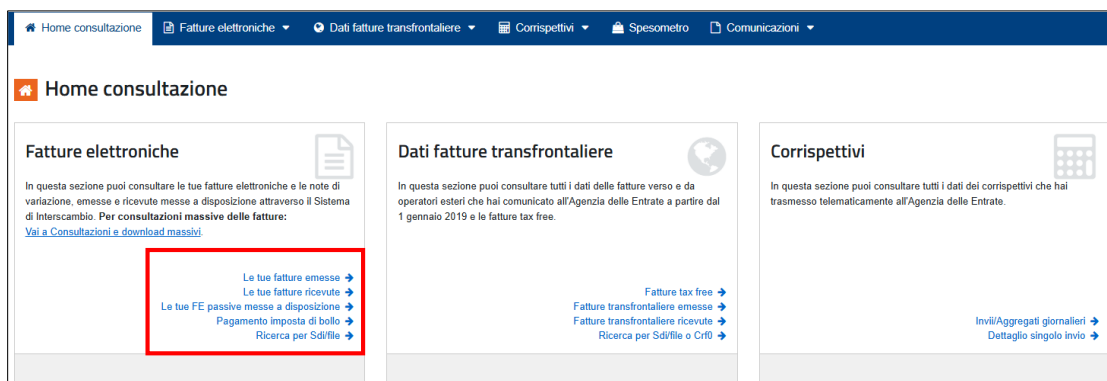 Home consultazione
Fatture elettroniche
Dati fatture transfrontaliere
Corrispettivi
Spesometro
Comunicazioni
Home consultazione
Fatture elettroniche
In questa sezione puoi consultare le tue fatture elettroniche e le note di
variazione, emesse e ricevute messe a disposizione attraverso il Sistema
di Interscambio. Per consultazioni massive delle fatture:
Vai a Consultazioni e download massivi.
Le tue fatture emesse
Le tue fatture ricevute
Le tue FE passive messe a disposizione
Pagamento imposta di bollo
Ricerca per Sdi/file
Dati fatture transfrontaliere
In questa sezione puoi consultare tutti i dati delle fatture verso e da
operatori esteri che hai comunicato all'Agenzia delle Entrate a partire dal
1 gennaio 2019 e le fatture tax free.
Fatture tax free
Fatture transfrontaliere emesse
Fatture transfrontaliere ricevute
Ricerca per Sdi/file o Crf0
Corrispettivi
In questa sezione puoi consultare tutti i dati dei corrispettivi che hai
trasmesso telematicamente all'Agenzia delle Entrate.
Invii/Aggregati giornalieri
Dettaglio singolo invio